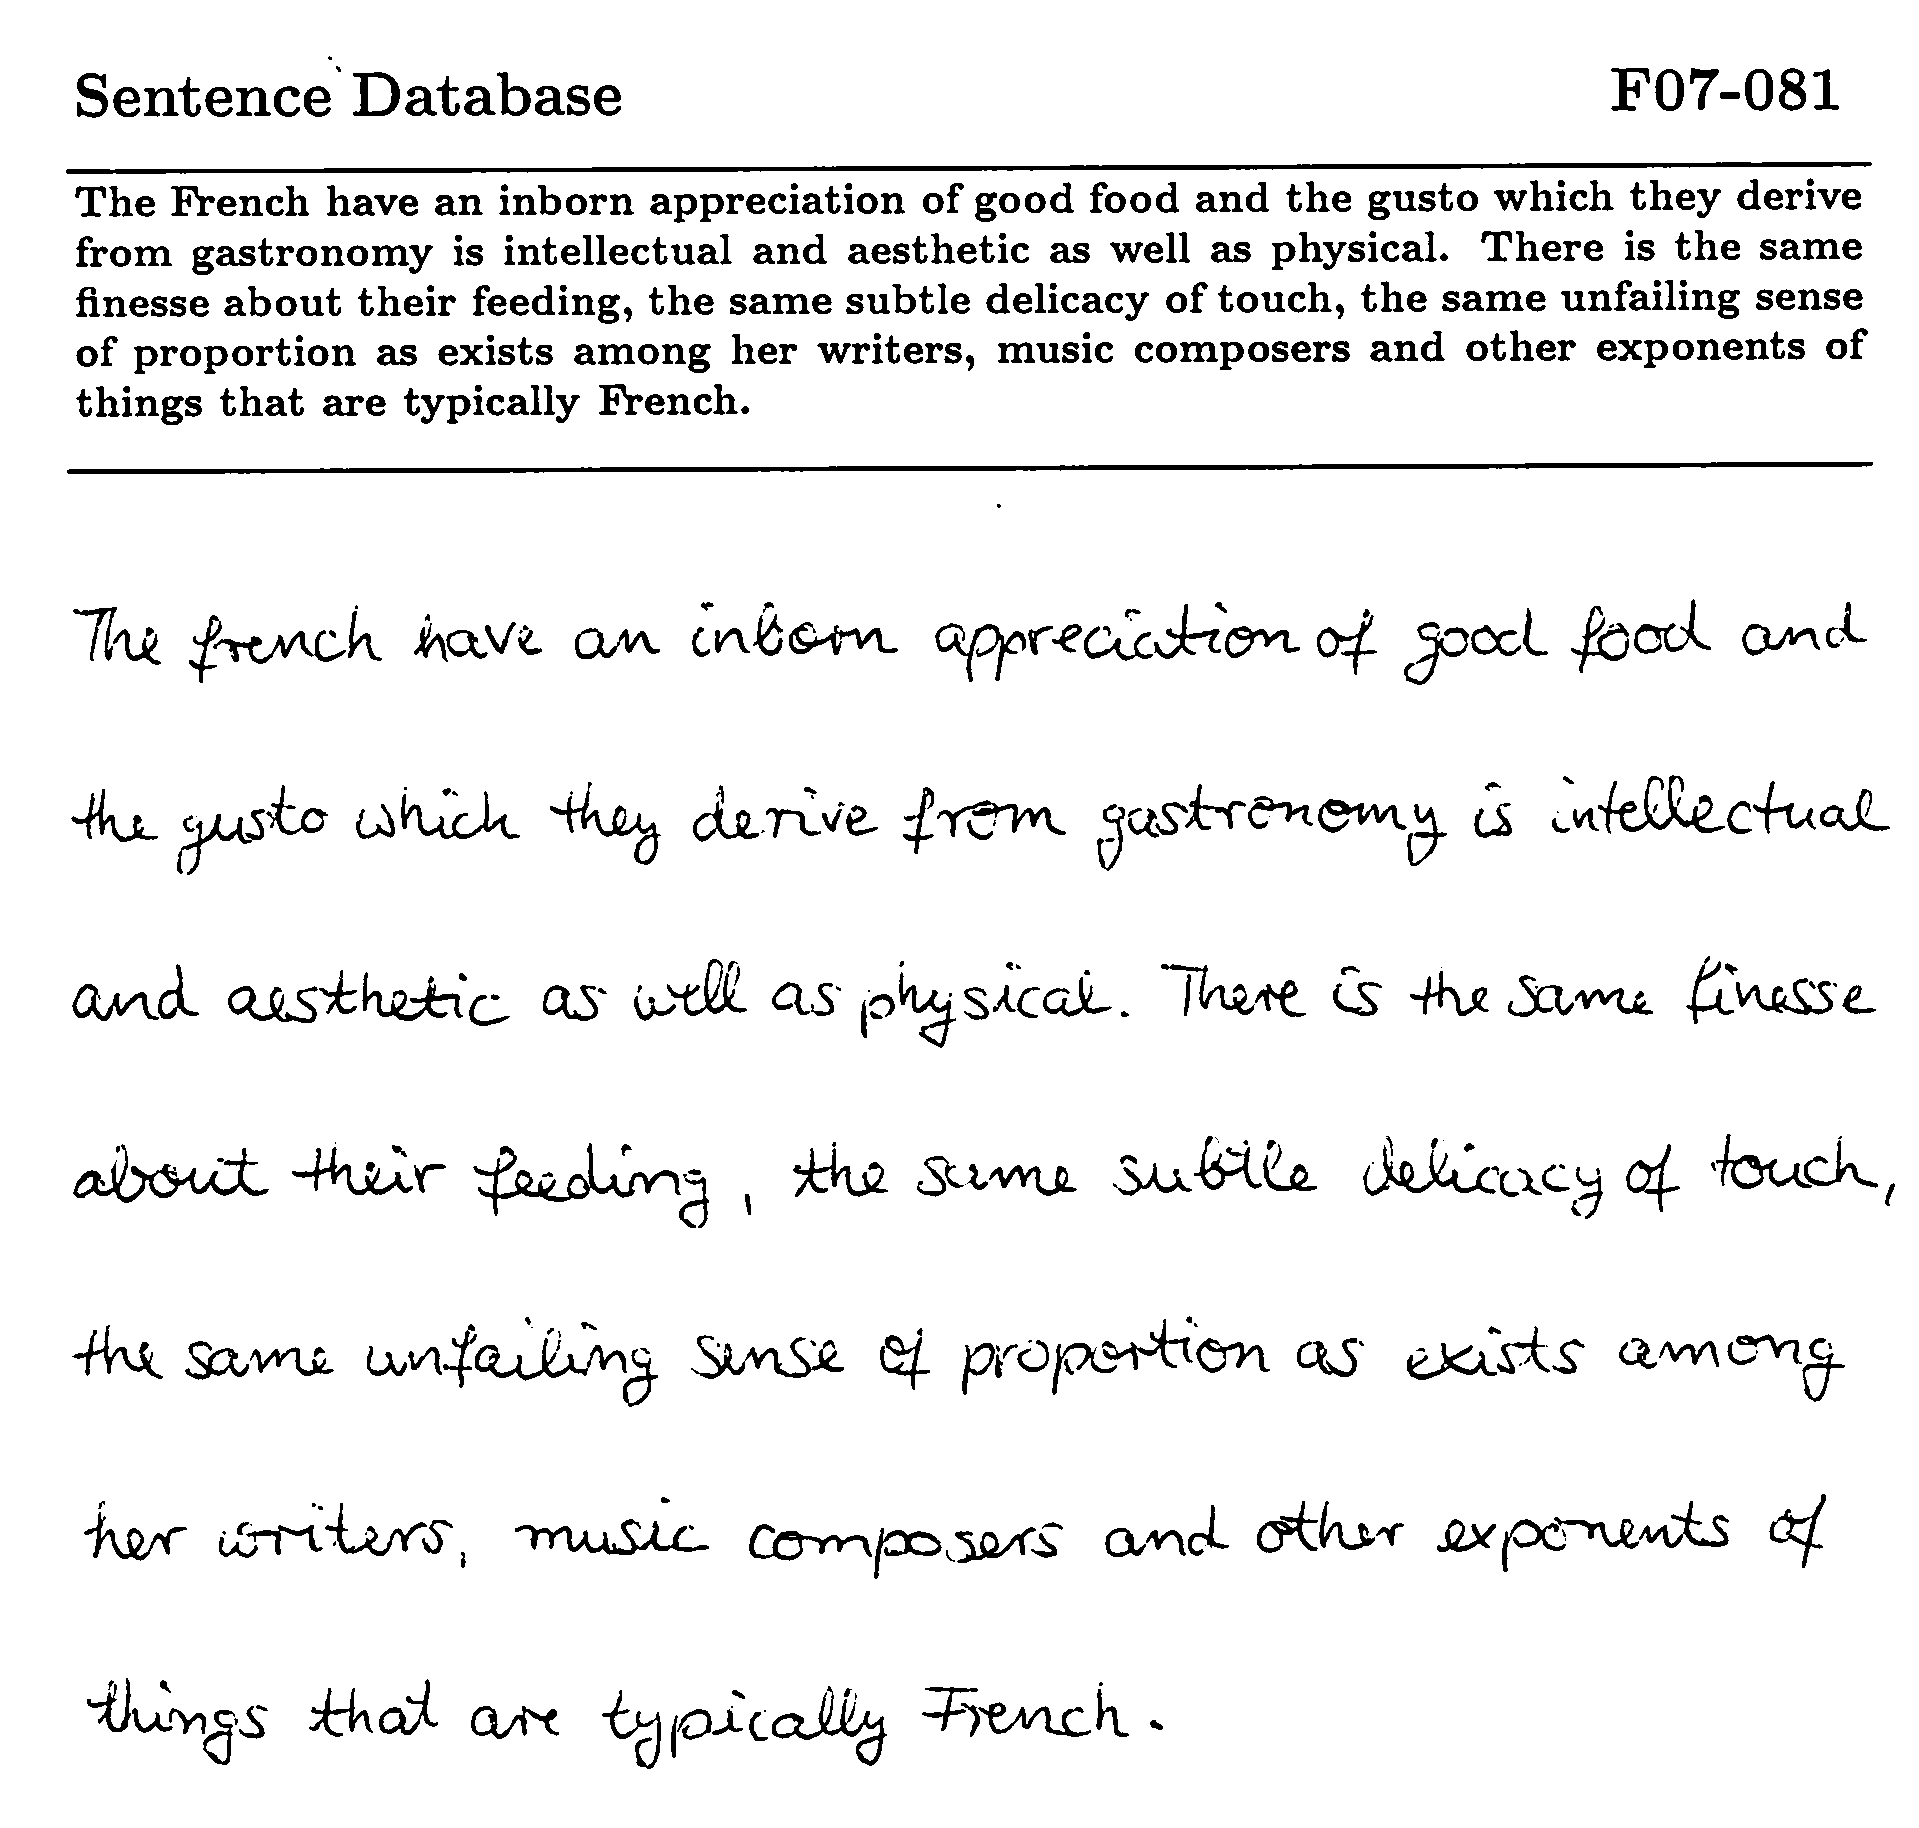 Sentence Database F07-081
The French have an inborn appreciation of good food and the gusto which they derive
from gastronomy is intellectual and aesthetic as well as physical. There is the same
finesse about their feeding, the same subtle delicacy of touch, the same unfailing sense
of proportion as exists among her writers, music composers and other exponents of
things that are typically French.
The french have an inborn appreciation of good food and
the gusto which they derive from gastronomy is intellectual
and aesthetic as well as physical. There is the same finesse
about their feeding, the same subtle delicacy of touch,
the same unfailing sense of proportion as exists among
her writers, music composers and other exponents of
things that are typically French.